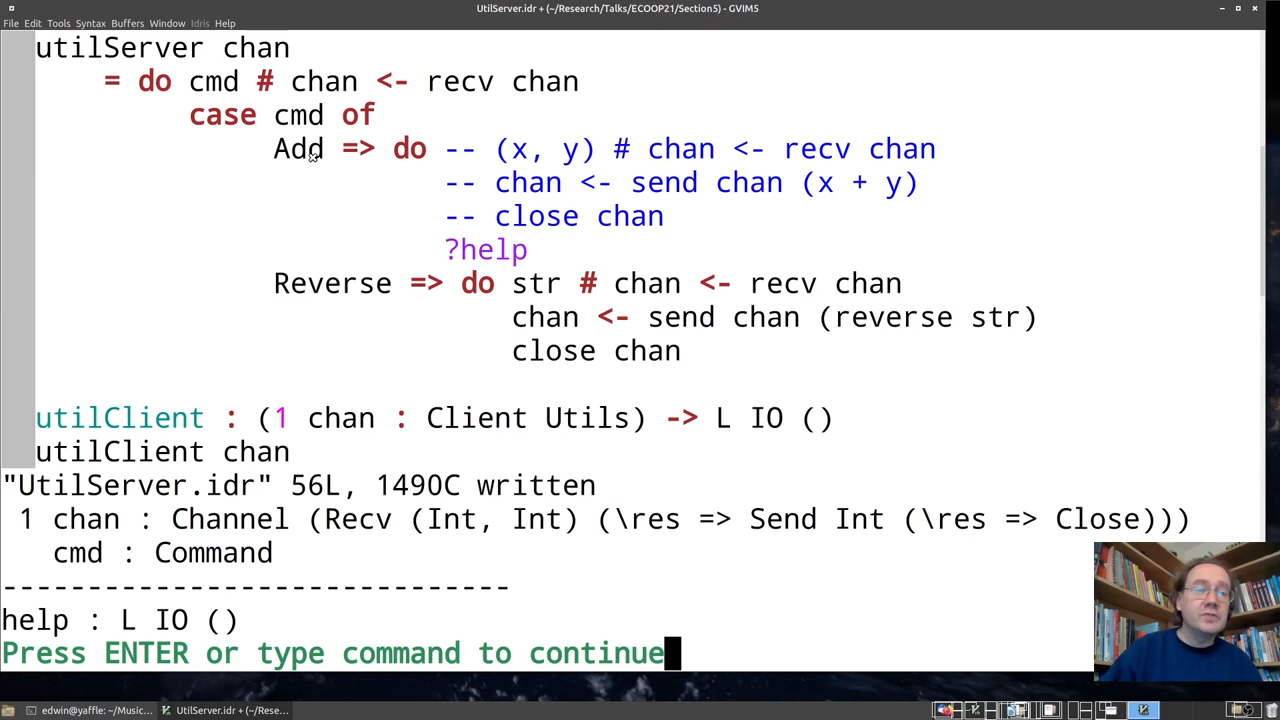 UtilServer.idr + (~/Research/Talks/ECOOP21/Section5) - GVIM5
File Edit Tools Syntax Buffers Window Idris Help
utilServer chan
= do cmd # chan <- recv chan
case cmd of
Add => do -- (x, y) # chan <- recv chan
-- chan <- send chan (x + y)
-- close chan
?help
Reverse => do str # chan <- recv chan
chan <- send chan (reverse str)
close chan
utilClient : (1 chan : Client Utils) -> L IO ()
utilClient chan
"UtilServer.idr" 56L, 1490C written
1 chan : Channel (Recv (Int, Int) (\res => Send Int (\res => Close)))
cmd : Command
------------------------------
help : L IO ()
Press ENTER or type command to continue
edwin@yaffle: ~/Music... UtilServer.idr + (~/Rese...